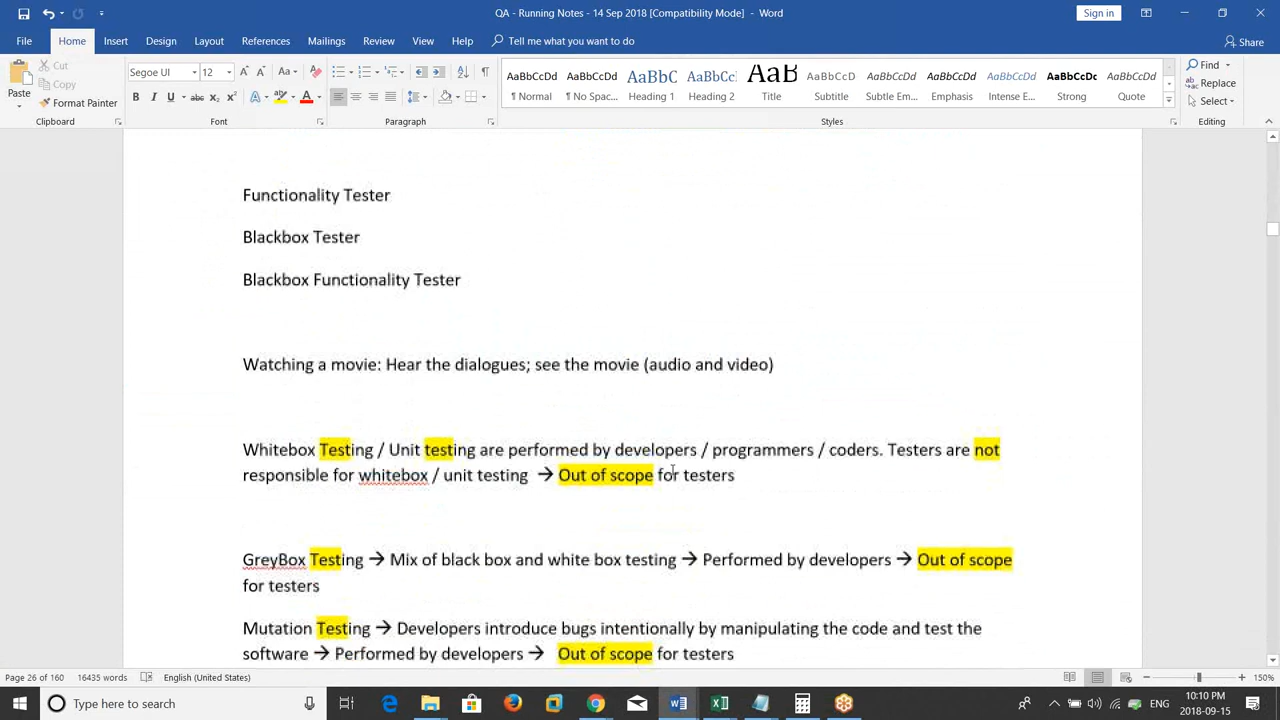 QA - Running Notes - 14 Sep 2018 [Compatibility Mode] - Word
Sign in
File Home Insert Design Layout References Mailings Review View Help Tell me what you want to do Share
Paste
Cut
Copy
Format Painter
Clipboard
Segoe UI 12
Font
Paragraph
AaBbCcDd AaBbCcDd AaBbC AaBbCc AaB AaBbCcD AaBbCcDd AaBbCcDd AaBbCcDd AaBbCcDc AaBbCcDd
¶ Normal ¶ No Spac... Heading 1 Heading 2 Title Subtitle Subtle Em... Emphasis Intense E... Strong Quote
Styles
Find
Replace
Select
Editing
Functionality Tester
Blackbox Tester
Blackbox Functionality Tester
Watching a movie: Hear the dialogues; see the movie (audio and video)
Whitebox Testing / Unit testing are performed by developers / programmers / coders. Testers are not
responsible for whitebox / unit testing → Out of scope for testers
GreyBox Testing → Mix of black box and white box testing → Performed by developers → Out of scope
for testers
Mutation Testing → Developers introduce bugs intentionally by manipulating the code and test the
software → Performed by developers → Out of scope for testers
Page 26 of 160 16435 words English (United States) 150%
Type here to search
10:10 PM
2018-09-15